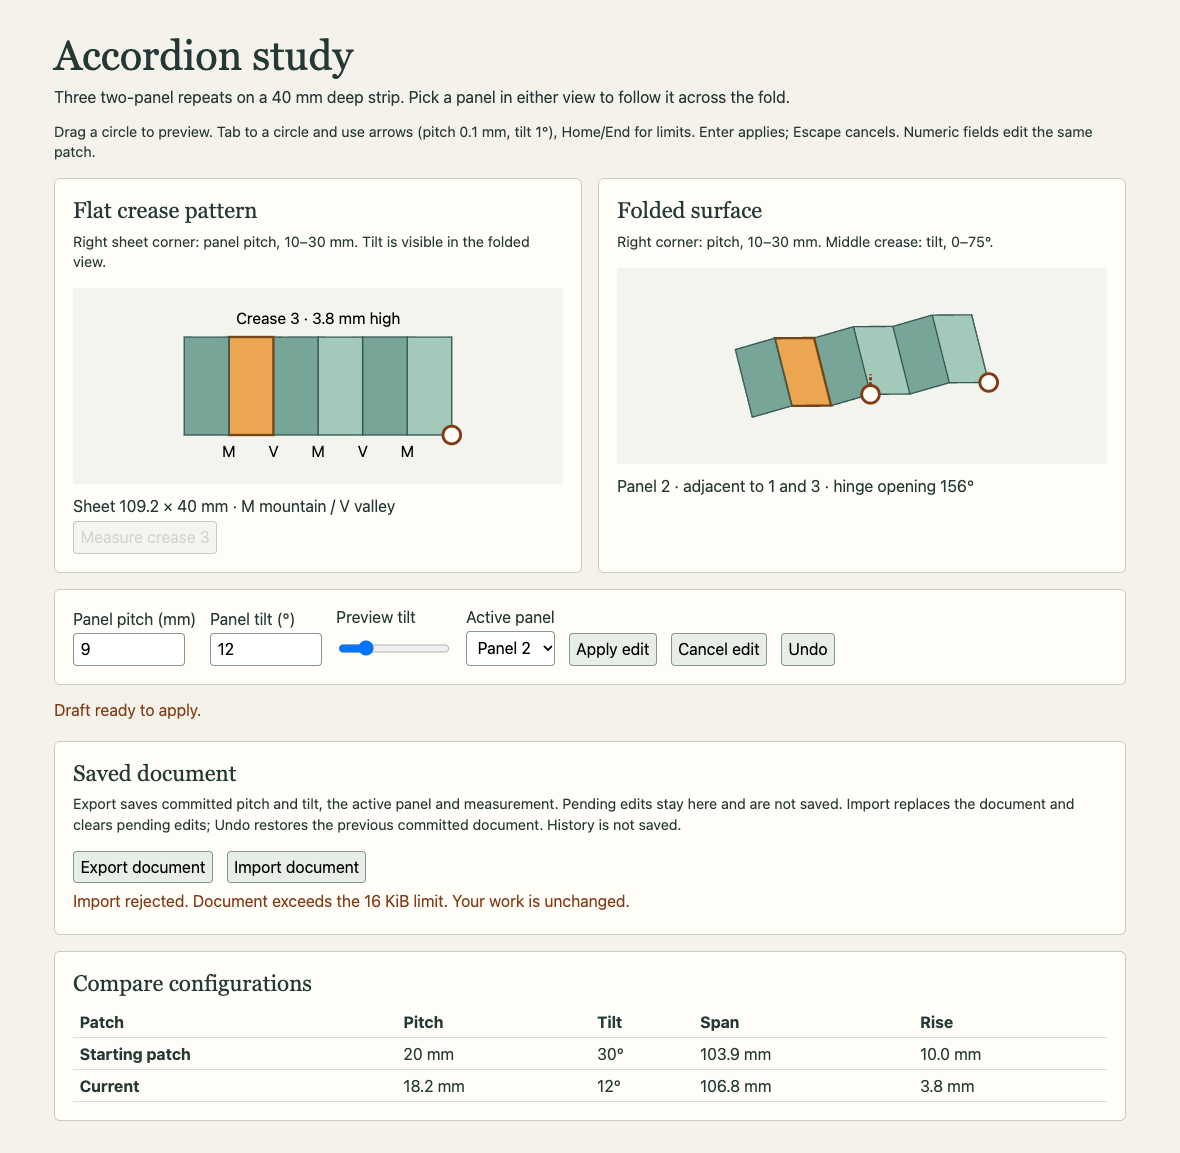 Accordion study
Three two-panel repeats on a 40 mm deep strip. Pick a panel in either view to follow it across the fold.
Drag a circle to preview. Tab to a circle and use arrows (pitch 0.1 mm, tilt 1°), Home/End for limits. Enter applies; Escape cancels. Numeric fields edit the same
patch.
Flat crease pattern
Right sheet corner: panel pitch, 10–30 mm. Tilt is visible in the folded
view.
Crease 3 · 3.8 mm high
M V M V M
Sheet 109.2 × 40 mm · M mountain / V valley
Measure crease 3
Folded surface
Right corner: pitch, 10–30 mm. Middle crease: tilt, 0–75°.
Panel 2 · adjacent to 1 and 3 · hinge opening 156°
Panel pitch (mm) Panel tilt (°) Preview tilt Active panel
9 12 Panel 2 Apply edit Cancel edit Undo
Draft ready to apply.
Saved document
Export saves committed pitch and tilt, the active panel and measurement. Pending edits stay here and are not saved. Import replaces the document and
clears pending edits; Undo restores the previous committed document. History is not saved.
Export document Import document
Import rejected. Document exceeds the 16 KiB limit. Your work is unchanged.
Compare configurations
Patch Pitch Tilt Span Rise
Starting patch 20 mm 30° 103.9 mm 10.0 mm
Current 18.2 mm 12° 106.8 mm 3.8 mm